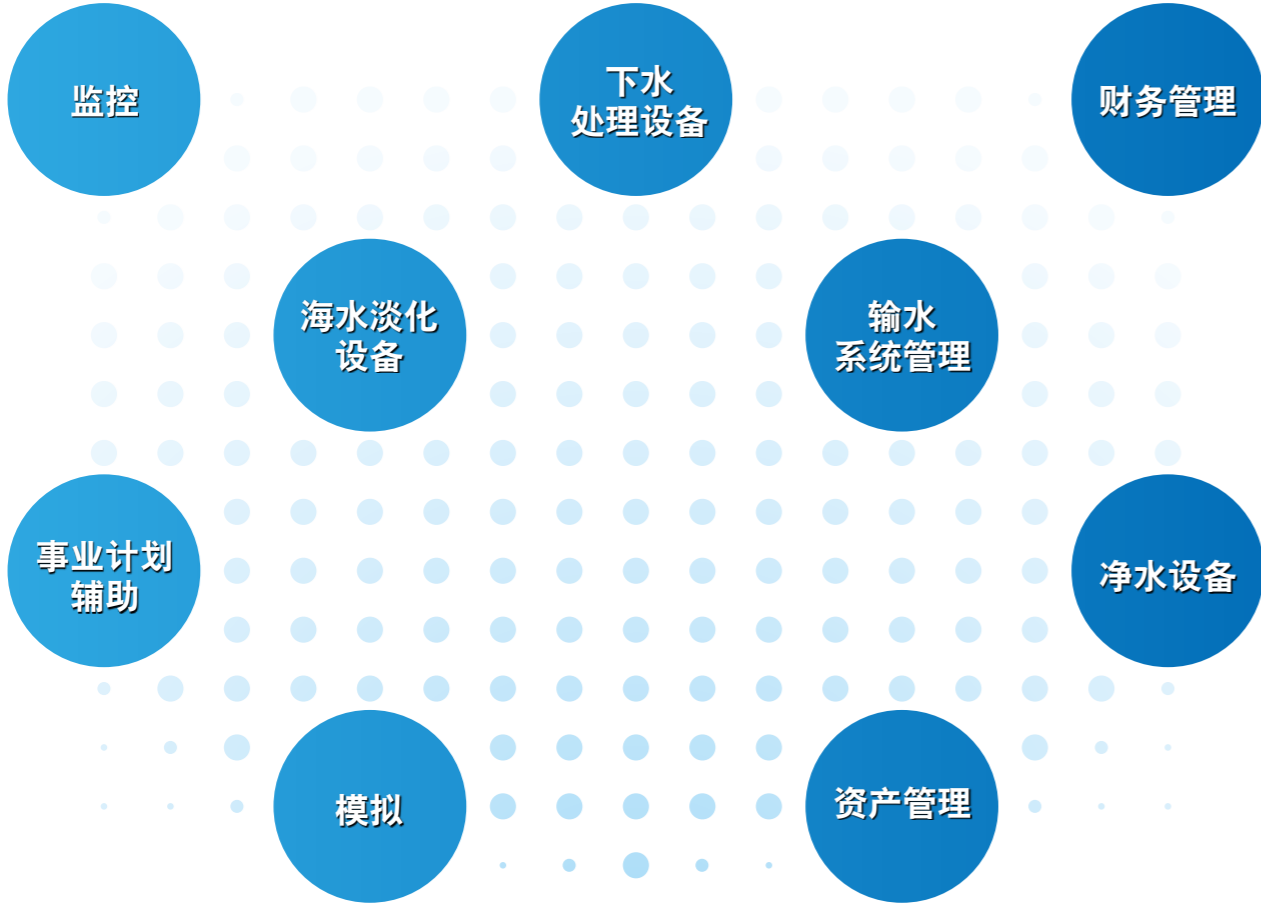 监控
下水
处理设备
财务管理
海水淡化
设备
输水
系统管理
事业计划
辅助
净水设备
模拟
资产管理